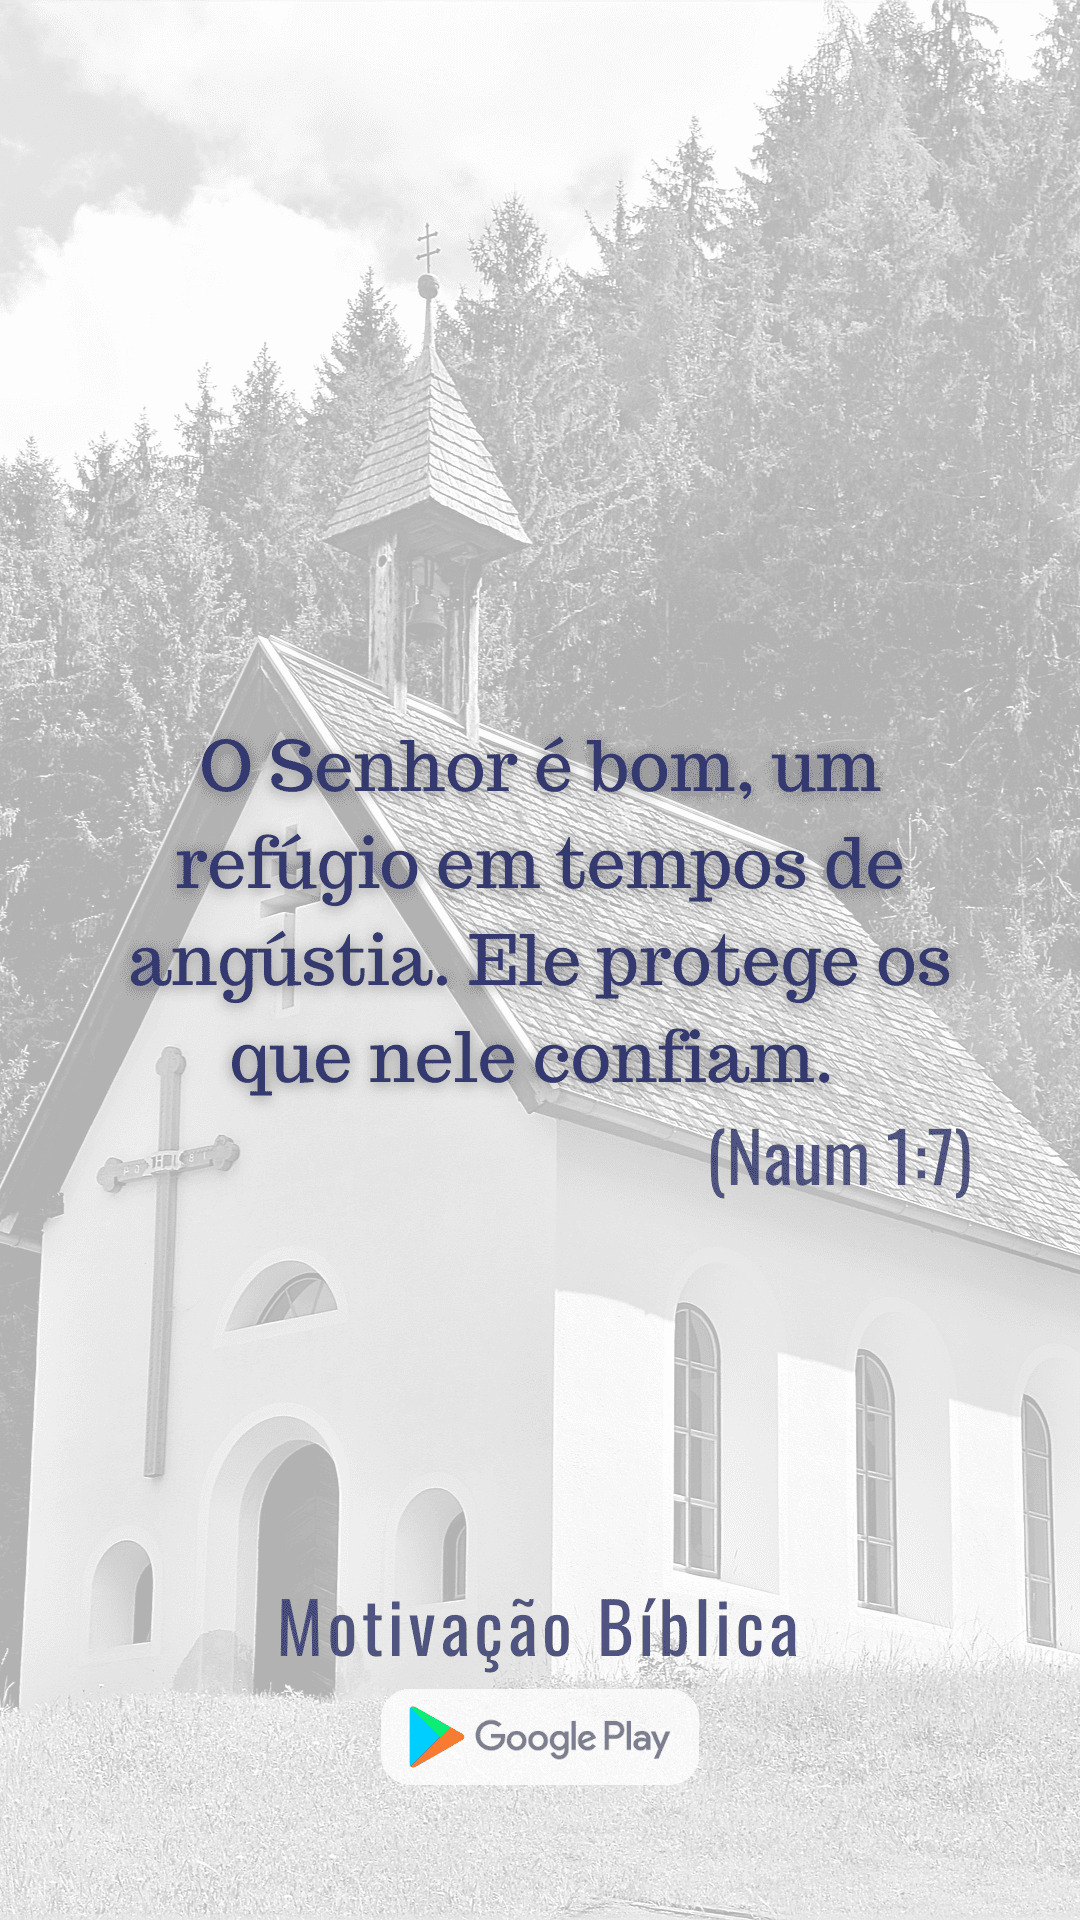 O Senhor é bom, um
refúgio em tempos de
angústia. Ele protege os
que nele confiam.
(Naum 1:7)
Motivação Bíblica
Google Play